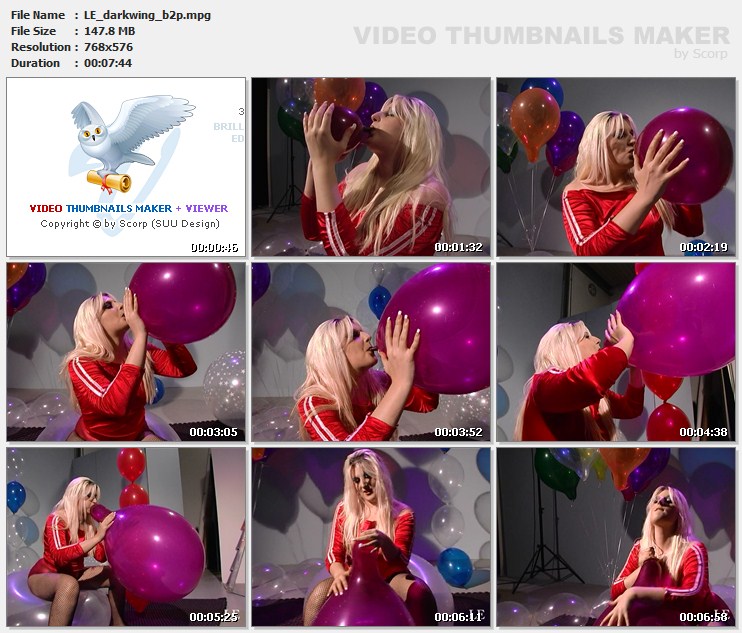 File Name : LE_darkwing_b2p.mpg
File Size : 147.8 MB
Resolution : 768x576
Duration : 00:07:44
VIDEO THUMBNAILS MAKER
by Scorp
3
BRILL
ED
VIDEO THUMBNAILS MAKER + VIEWER
Copyright © by Scorp (SUU Design)
00:00:46
00:01:32
00:02:19
00:03:05
00:03:52
00:04:38
LE
00:05:25
LE
00:06:11
LE
00:06:58